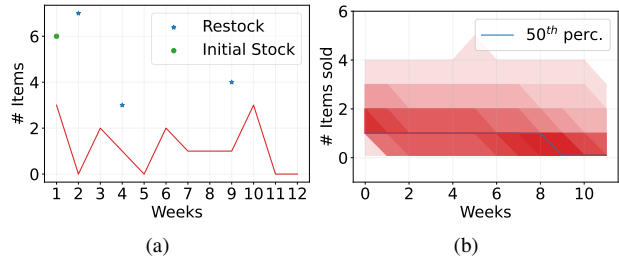 Restock
Initial Stock
# Items
6
4
2
0
1 2 3 4 5 6 7 8 9 10 11 12
Weeks
(a)
50th perc.
# Items sold
6
4
2
0
0 2 4 6 8 10
Weeks
(b)